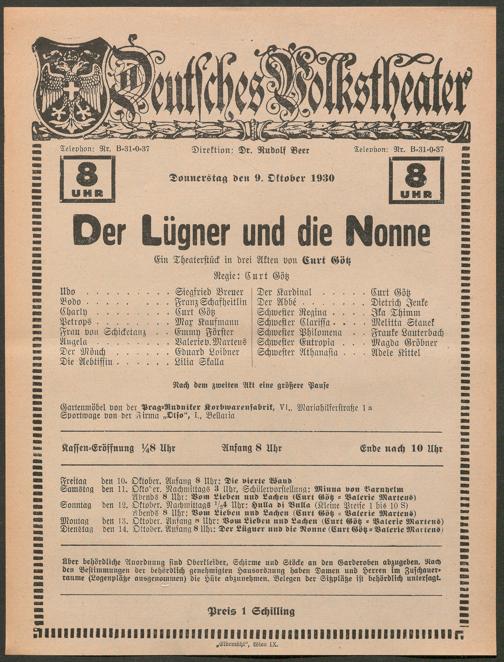 Deutsches Volkstheater
Telephon: Nr. B-31-0-37 Direktion: Dr. Rudolf Beer Telephon: Nr. B-31-0-37
8 UHR Donnerstag den 9. Oktober 1930 8 UHR
Der Lügner und die Nonne
Ein Theaterstück in drei Akten von Curt Götz
Regie: Curt Götz
Udo . . . . . . . . . . Siegfried Breuer
Bodo . . . . . . . . . Franz Schafheitlin
Charly . . . . . . . . Curt Götz
Petrops . . . . . . . . Max Kaufmann
Frau von Schicketanz . . . Emmy Förster
Angela . . . . . . . . Valerie v. Martens
Der Mönch . . . . . . . Eduard Loibner
Die Aebtissin . . . . . . Lilia Skalla
Der Kardinal . . . . . . Curt Götz
Der Abbé . . . . . . . Dietrich Jenke
Schwester Regina . . . . Ika Thimm
Schwester Clarissa . . . . Melitta Stanek
Schwester Philomena . . . Frauke Lauterbach
Schwester Eutropia . . . Magda Gröbner
Schwester Athanasia . . . Adele Kittel
Nach dem zweiten Akt eine größere Pause
Gartenmöbel von der Prag-Rudniker Korbwarenfabrik, VI., Mariahilferstraße 1a
Sportwage von der Firma „Otso“, I., Bellaria
Kassen-Eröffnung ½8 Uhr Anfang 8 Uhr Ende nach 10 Uhr
Freitag den 10. Oktober. Anfang 8 Uhr: Die vierte Wand
Samstag den 11. Oktober. Nachmittags 3 Uhr, Schülervorstellung: Minna von Barnhelm
Abends 8 Uhr: Vom Lieben und Lachen (Curt Götz - Valerie Martens)
Sonntag den 12. Oktober. Nachmittags ½4 Uhr: Hulla di Bulla (Kleine Preise 1 bis 10 S)
Abends 8 Uhr: Vom Lieben und Lachen (Curt Götz - Valerie Martens)
Montag den 13. Oktober. Anfang 8 Uhr: Vom Lieben und Lachen (Curt Götz - Valerie Martens)
Dienstag den 14. Oktober. Anfang 8 Uhr: Der Lügner und die Nonne (Curt Götz - Valerie Martens)
Über behördliche Anordnung sind Oberkleider, Schirme und Stöcke an den Garderoben abzugeben. Nach
den Bestimmungen der behördlich genehmigten Hausordnung haben Damen und Herren im Zuschauer-
raume (Logenplätze ausgenommen) die Hüte abzunehmen. Belegen der Sitzplätze ist behördlich untersagt.
Preis 1 Schilling
„Elbemühl“, Wien IX.